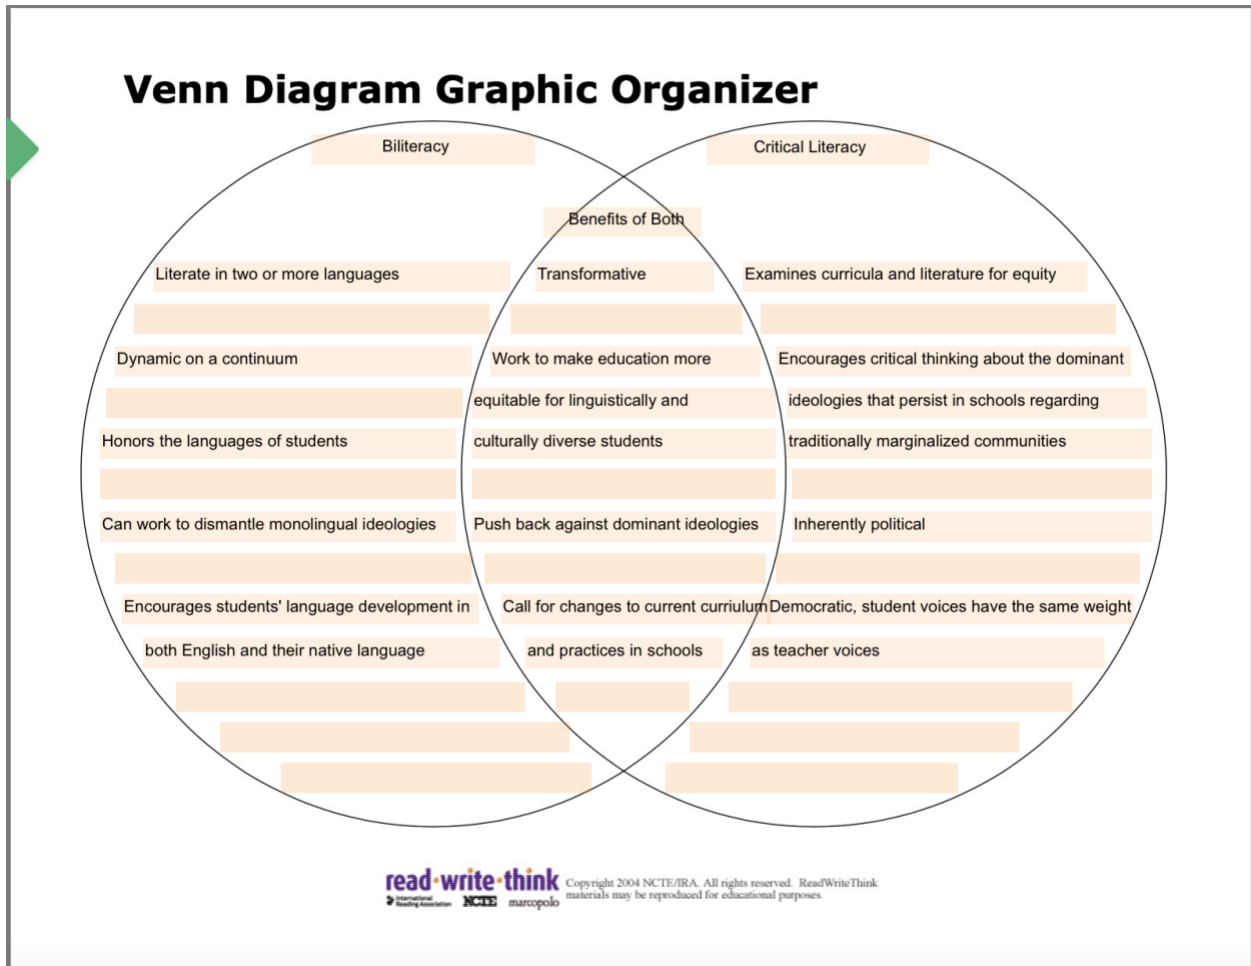 Venn Diagram Graphic Organizer
Biliteracy
Critical Literacy
Benefits of Both
Literate in two or more languages
Dynamic on a continuum
Honors the languages of students
Can work to dismantle monolingual ideologies
Encourages students' language development in
both English and their native language
Transformative
Work to make education more
equitable for linguistically and
culturally diverse students
Push back against dominant ideologies
Call for changes to current curriulum
and practices in schools
Examines curricula and literature for equity
Encourages critical thinking about the dominant
ideologies that persist in schools regarding
traditionally marginalized communities
Inherently political
Democratic, student voices have the same weight
as teacher voices
read·write·think
International
Reading Association
NCTE
marcopolo
Copyright 2004 NCTE/IRA. All rights reserved. ReadWriteThink
materials may be reproduced for educational purposes.